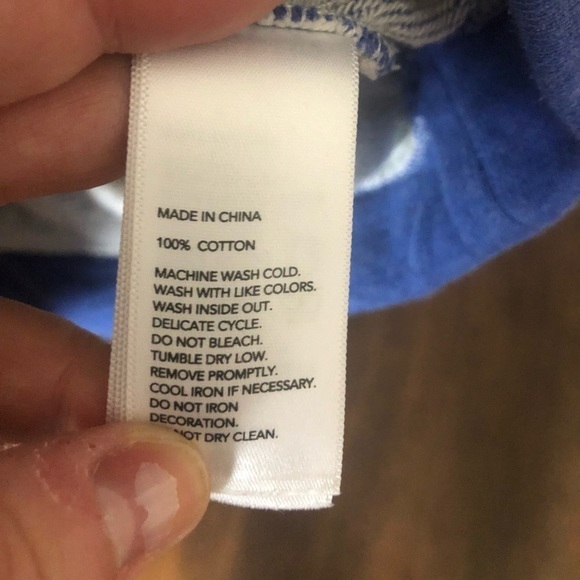 MADE IN CHINA
100% COTTON
MACHINE WASH COLD.
WASH WITH LIKE COLORS.
WASH INSIDE OUT.
DELICATE CYCLE.
DO NOT BLEACH.
TUMBLE DRY LOW.
REMOVE PROMPTLY.
COOL IRON IF NECESSARY.
DO NOT IRON
DECORATION.
NOT DRY CLEAN.